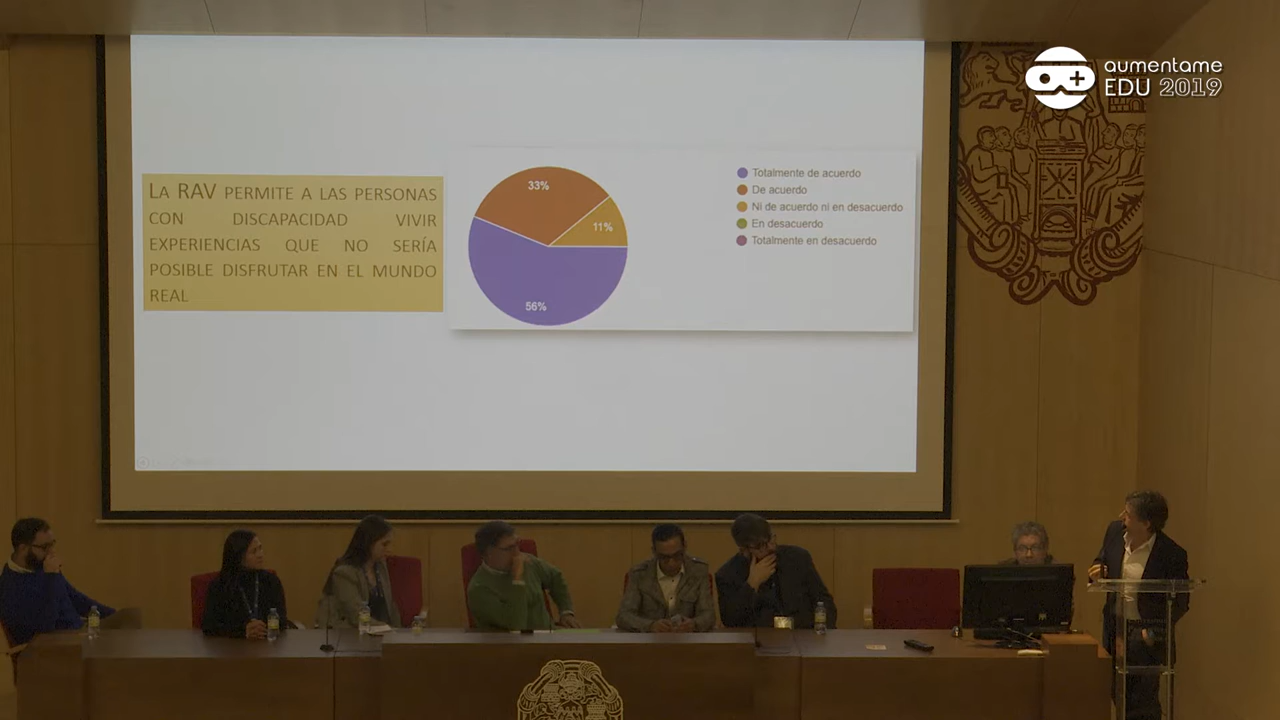 aumentame
EDU 2019
LA RAV PERMITE A LAS PERSONAS
CON DISCAPACIDAD VIVIR
EXPERIENCIAS QUE NO SERÍA
POSIBLE DISFRUTAR EN EL MUNDO
REAL
33%
11%
56%
Totalmente de acuerdo
De acuerdo
Ni de acuerdo ni en desacuerdo
En desacuerdo
Totalmente en desacuerdo